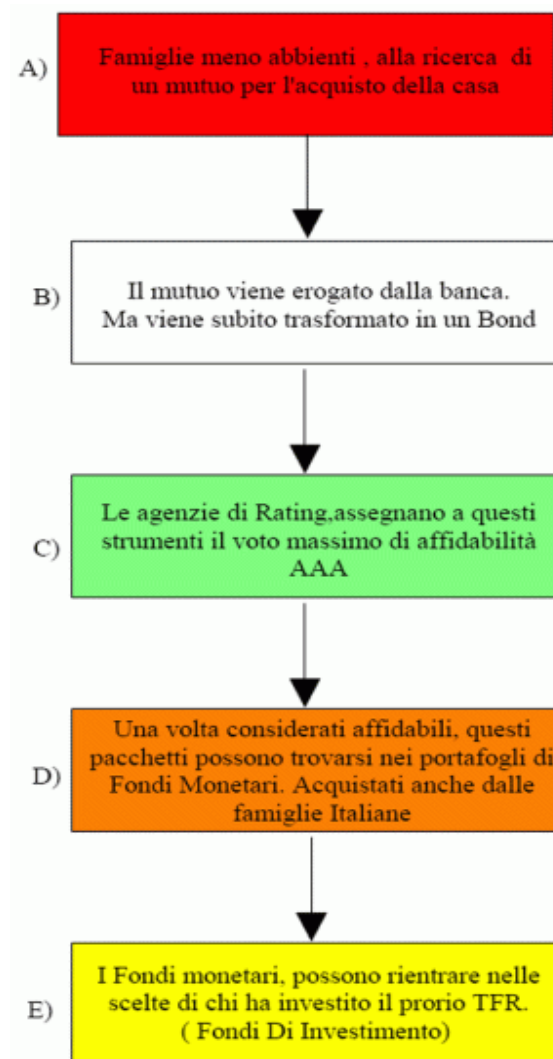 A)
Famiglie meno abbienti , alla ricerca di
un mutuo per l'acquisto della casa
B)
Il mutuo viene erogato dalla banca.
Ma viene subito trasformato in un Bond
C)
Le agenzie di Rating,assegnano a questi
strumenti il voto massimo di affidabilità
AAA
D)
Una volta considerati affidabili, questi
pacchetti possono trovarsi nei portafogli di
Fondi Monetari. Acquistati anche dalle
famiglie Italiane
E)
I Fondi monetari, possono rientrare nelle
scelte di chi ha investito il prorio TFR.
( Fondi Di Investimento)